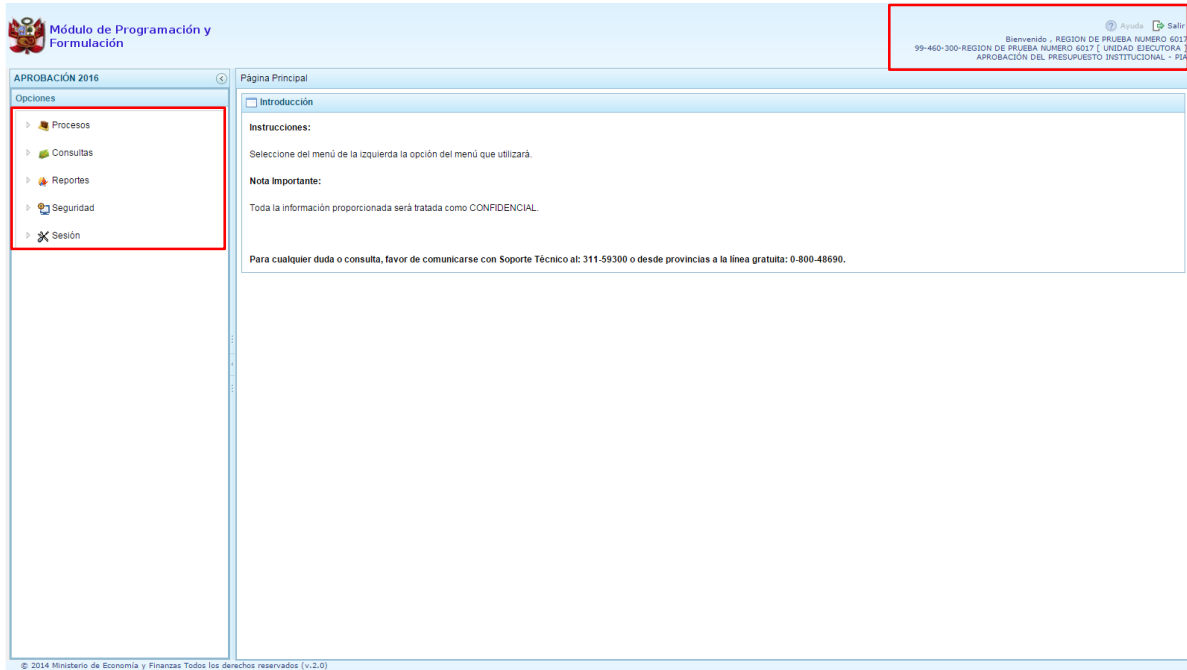 Módulo de Programación y
Formulación
Ayuda Salir
Bienvenido , REGION DE PRUEBA NUMERO 6017
99-460-300-REGION DE PRUEBA NUMERO 6017 [ UNIDAD EJECUTORA ]
APROBACIÓN DEL PRESUPUESTO INSTITUCIONAL - PIA
APROBACIÓN 2016
Página Principal
Opciones
Procesos
Consultas
Reportes
Seguridad
Sesión
Introducción
Instrucciones:
Seleccione del menú de la izquierda la opción del menú que utilizará.
Nota Importante:
Toda la información proporcionada será tratada como CONFIDENCIAL.
Para cualquier duda o consulta, favor de comunicarse con Soporte Técnico al: 311-59300 o desde provincias a la línea gratuita: 0-800-48690.
© 2014 Ministerio de Economía y Finanzas Todos los derechos reservados (v.2.0)